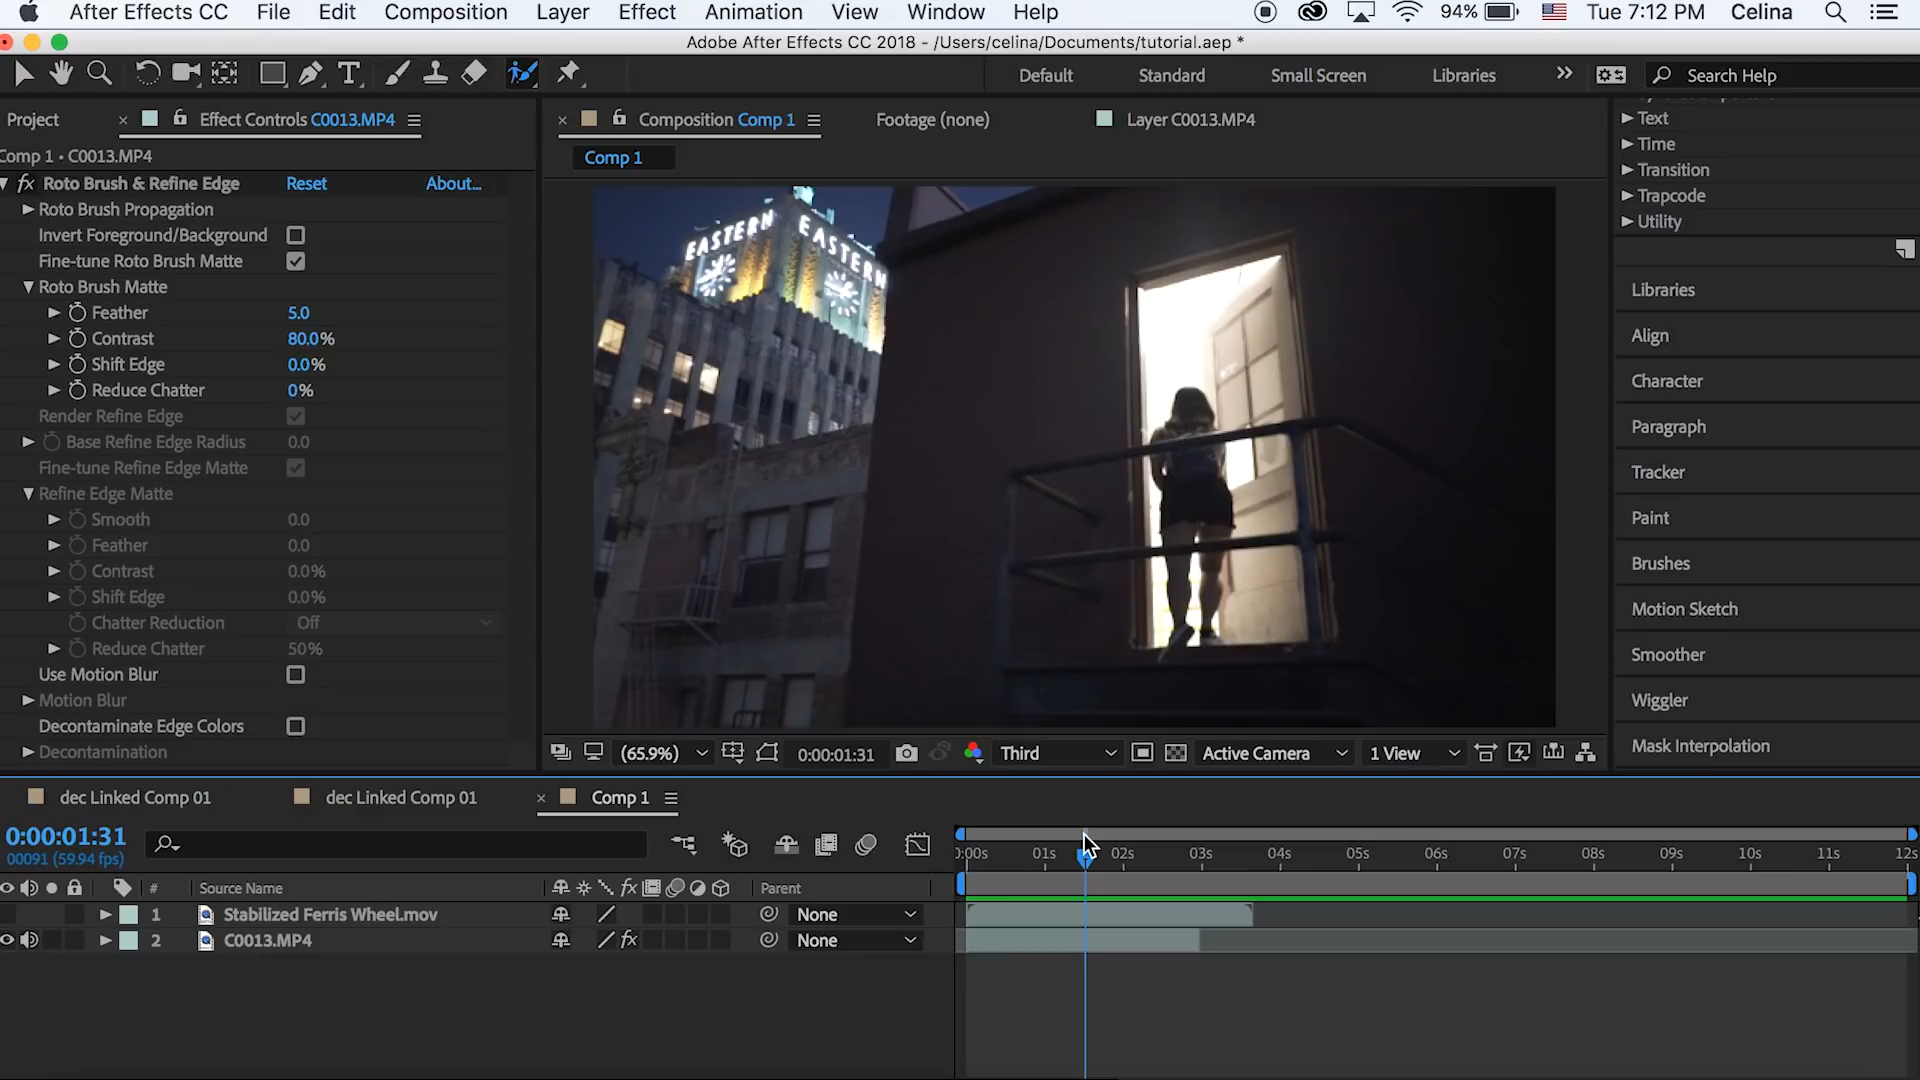 After Effects CC File Edit Composition Layer Effect Animation View Window Help 94% Tue 7:12 PM Celina
Adobe After Effects CC 2018 - /Users/celina/Documents/tutorial.aep *
Default Standard Small Screen Libraries Search Help
Project Effect Controls C0013.MP4 Composition Comp 1 Footage (none) Layer C0013.MP4
Comp 1 • C0013.MP4
Comp 1
fx Roto Brush & Refine Edge Reset About...
Roto Brush Propagation
Invert Foreground/Background
Fine-tune Roto Brush Matte
Roto Brush Matte
Feather 5.0
Contrast 80.0%
Shift Edge 0.0%
Reduce Chatter 0%
Render Refine Edge
Base Refine Edge Radius 0.0
Fine-tune Refine Edge Matte
Refine Edge Matte
Smooth 0.0
Feather 0.0
Contrast 0.0%
Shift Edge 0.0%
Chatter Reduction Off
Reduce Chatter 50%
Use Motion Blur
Motion Blur
Decontaminate Edge Colors
Decontamination
EASTERN EASTERN
(65.9%) 0:00:01:31 Third Active Camera 1 View
Text
Time
Transition
Trapcode
Utility
Libraries
Align
Character
Paragraph
Tracker
Paint
Brushes
Motion Sketch
Smoother
Wiggler
Mask Interpolation
dec Linked Comp 01 dec Linked Comp 01 Comp 1
0:00:01:31
00091 (59.94 fps)
0:00s 01s 02s 03s 04s 05s 06s 07s 08s 09s 10s 11s 12s
# Source Name fx Parent
1 Stabilized Ferris Wheel.mov None
2 C0013.MP4 fx None